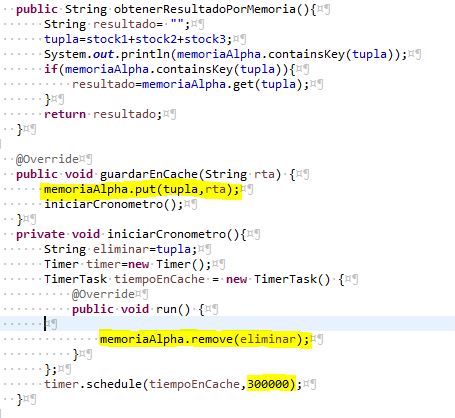 public String obtenerResultadoPorMemoria(){
String resultado= "";
tupla=stock1+stock2+stock3;
System.out.println(memoriaAlpha.containsKey(tupla));
if(memoriaAlpha.containsKey(tupla)){
resultado=memoriaAlpha.get(tupla);
}
return resultado;
}
@Override
public void guardarEnCache(String rta) {
memoriaAlpha.put(tupla,rta);
iniciarCronometro();
}
private void iniciarCronometro(){
String eliminar=tupla;
Timer timer=new Timer();
TimerTask tiempoEnCache = new TimerTask() {
@Override
public void run() {
memoriaAlpha.remove(eliminar);
}
};
timer.schedule(tiempoEnCache,300000);
}